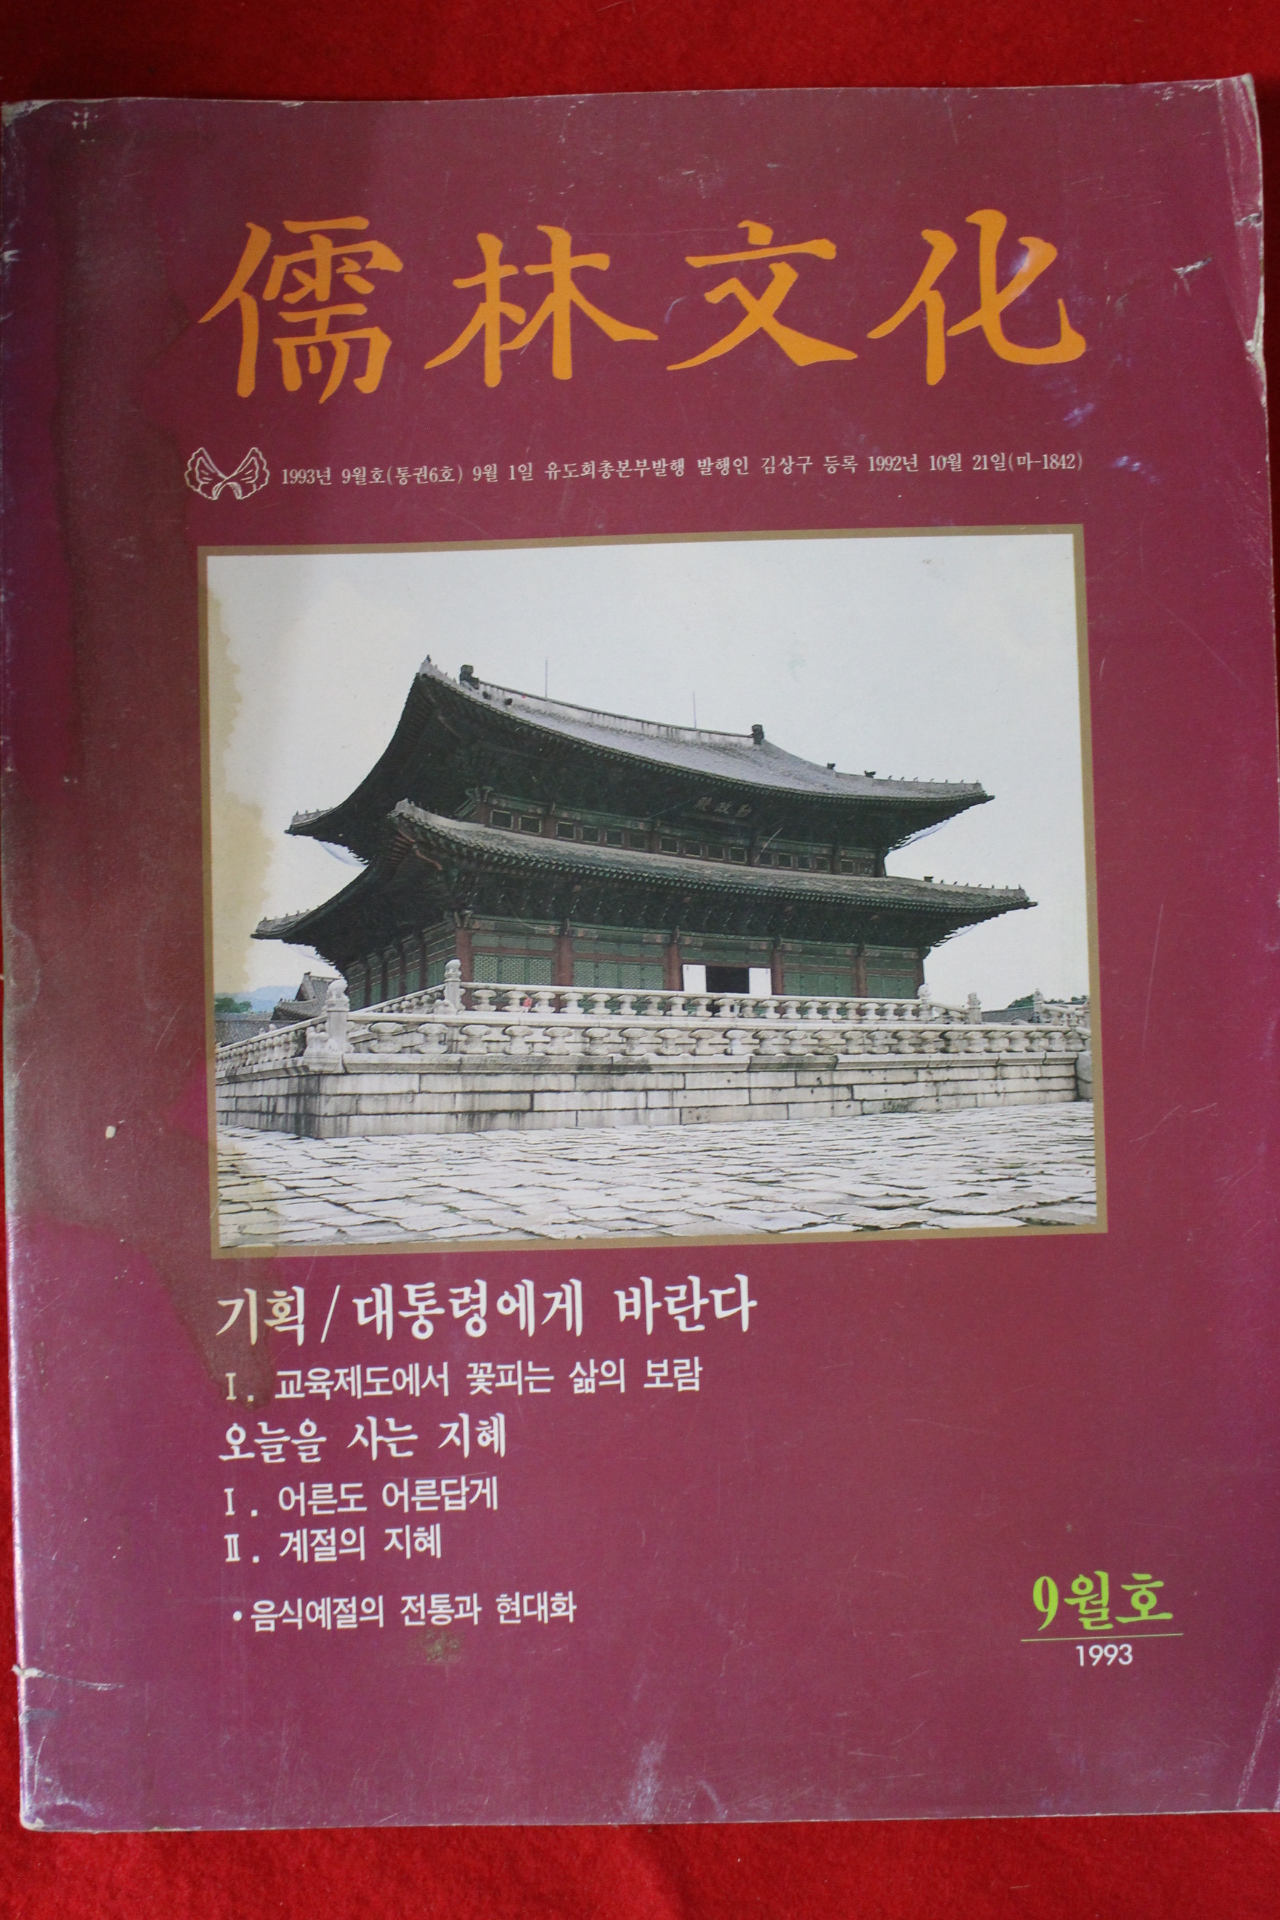 儒林文化
1993년 9월호(통권6호) 9월 1일 유도회총본부발행 발행인 김상구 등록 1992년 10월 21일(마-1842)
勤政殿
기획/대통령에게 바란다
Ⅰ. 교육제도에서 꽃피는 삶의 보람
오늘을 사는 지혜
Ⅰ. 어른도 어른답게
Ⅱ. 계절의 지혜
•음식예절의 전통과 현대화
9월호
1993